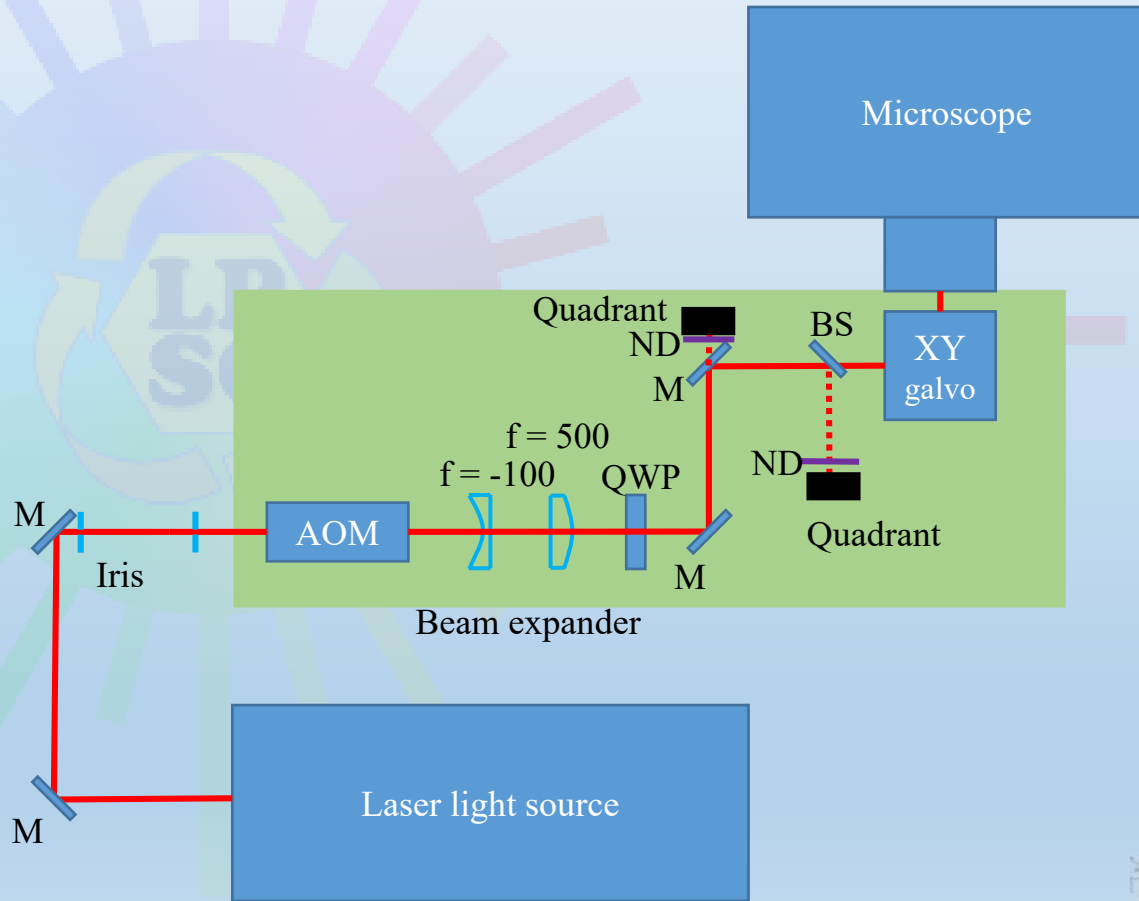 Microscope
Quadrant
ND
BS
M
XY
galvo
f = 500
f = -100
QWP
ND
M
AOM
Quadrant
M
Iris
Beam expander
Laser light source
M